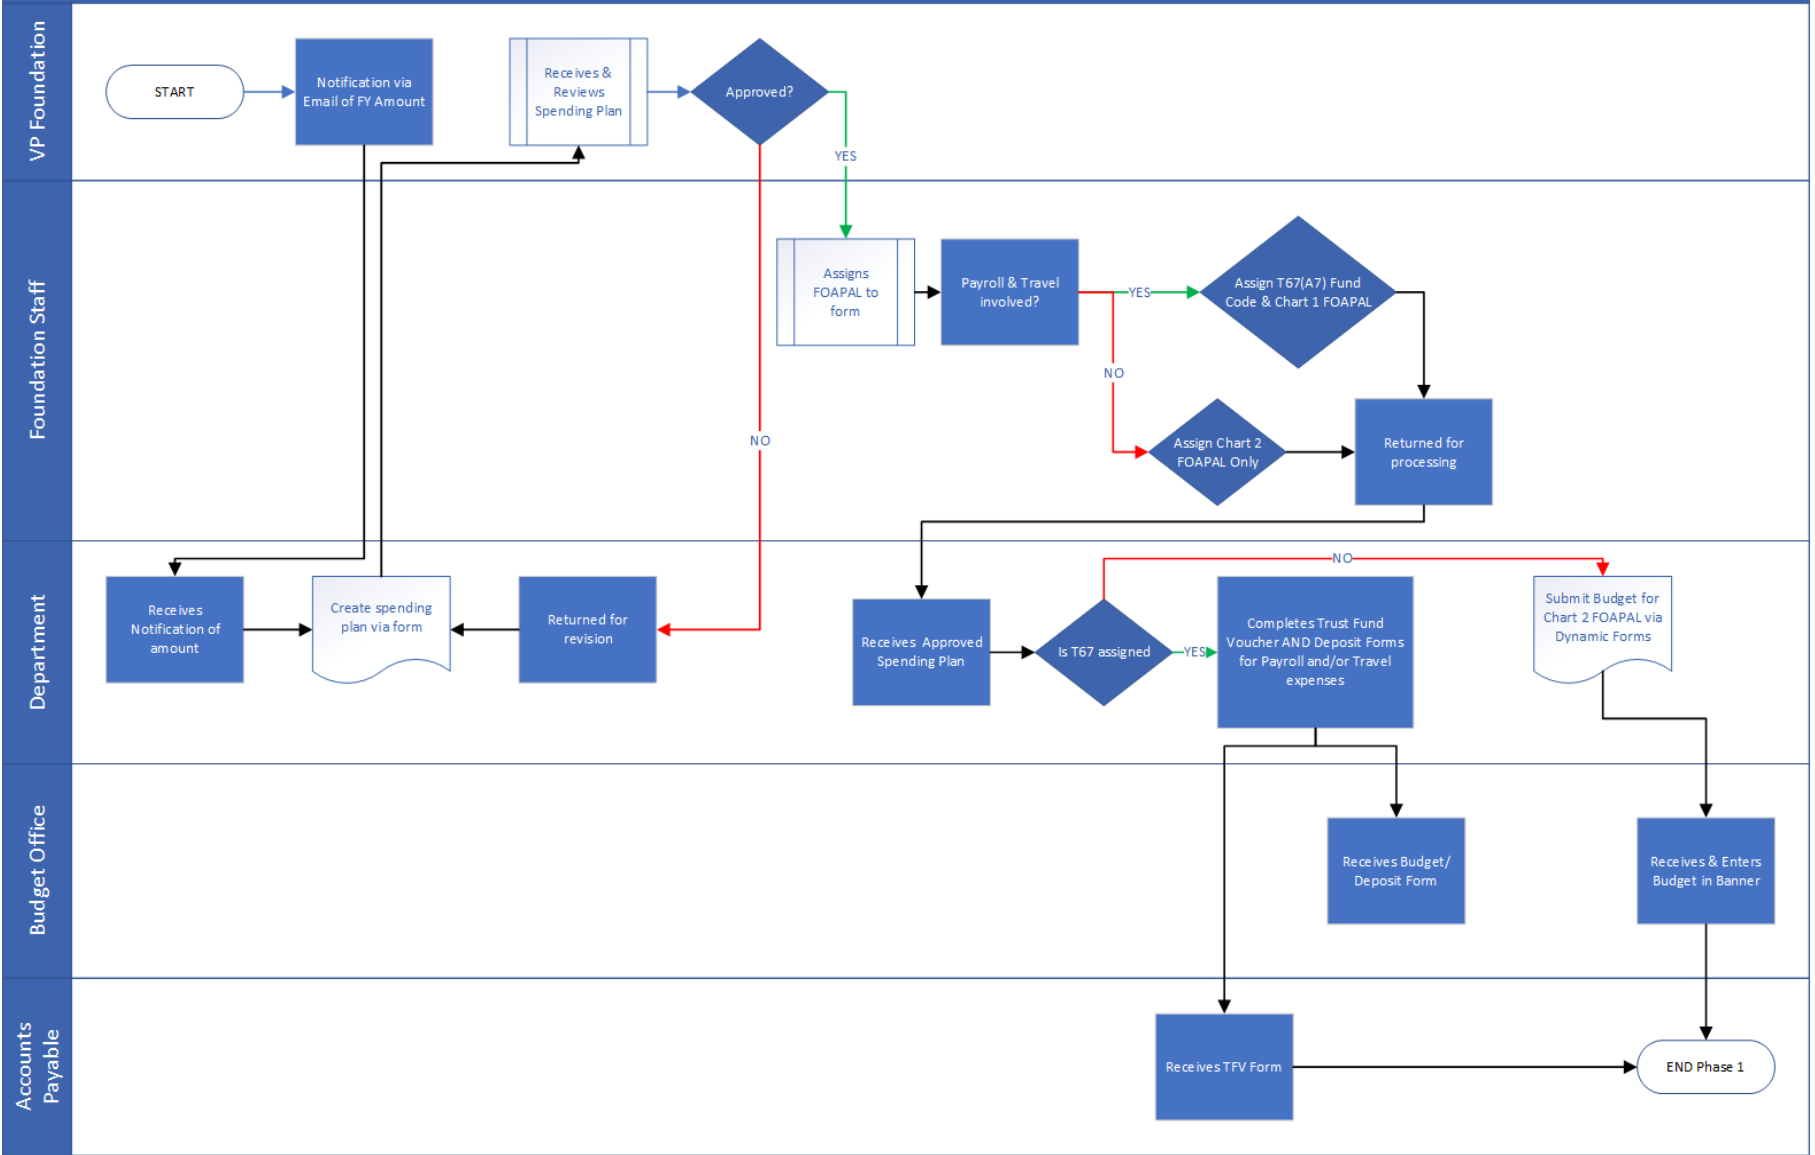 VP Foundation
START
Notification via
Email of FY Amount
Receives &
Reviews
Spending Plan
Approved?
YES
NO
Foundation Staff
Assigns
FOAPAL to
form
Payroll & Travel
involved?
YES
NO
Assign T67(A7) Fund
Code & Chart 1 FOAPAL
Assign Chart 2
FOAPAL Only
Returned for
processing
Department
Receives
Notification of
amount
Create spending
plan via form
Returned for
revision
Receives Approved
Spending Plan
Is T67 assigned
YES
NO
Completes Trust Fund
Voucher AND Deposit Forms
for Payroll and/or Travel
expenses
Submit Budget for
Chart 2 FOAPAL via
Dynamic Forms
Budget Office
Receives Budget/
Deposit Form
Receives & Enters
Budget in Banner
Accounts
Payable
Receives TFV Form
END Phase 1